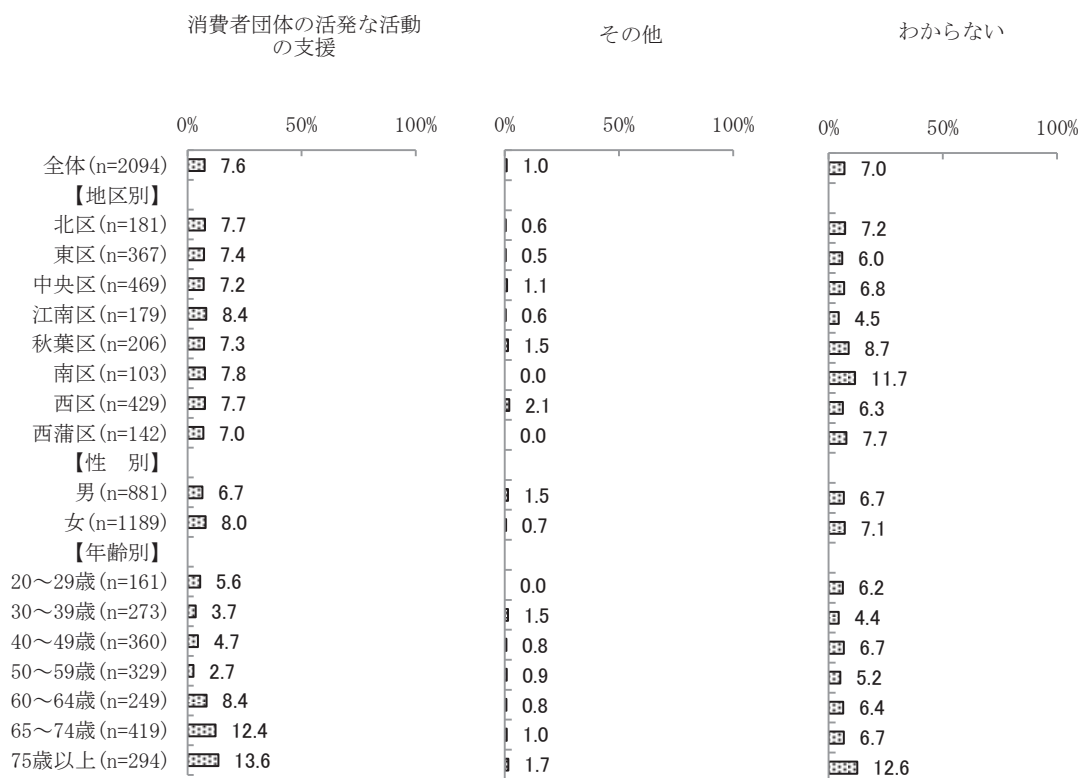 消費者団体の活発な活動
の支援
その他
わからない
0% 50% 100% 0% 50% 100% 0% 50% 100%
全体(n=2094) 7.6 1.0 7.0
【地区別】
北区(n=181) 7.7 0.6 7.2
東区(n=367) 7.4 0.5 6.0
中央区(n=469) 7.2 1.1 6.8
江南区(n=179) 8.4 0.6 4.5
秋葉区(n=206) 7.3 1.5 8.7
南区(n=103) 7.8 0.0 11.7
西区(n=429) 7.7 2.1 6.3
西蒲区(n=142) 7.0 0.0 7.7
【性　別】
男(n=881) 6.7 1.5 6.7
女(n=1189) 8.0 0.7 7.1
【年齢別】
20～29歳(n=161) 5.6 0.0 6.2
30～39歳(n=273) 3.7 1.5 4.4
40～49歳(n=360) 4.7 0.8 6.7
50～59歳(n=329) 2.7 0.9 5.2
60～64歳(n=249) 8.4 0.8 6.4
65～74歳(n=419) 12.4 1.0 6.7
75歳以上(n=294) 13.6 1.7 12.6